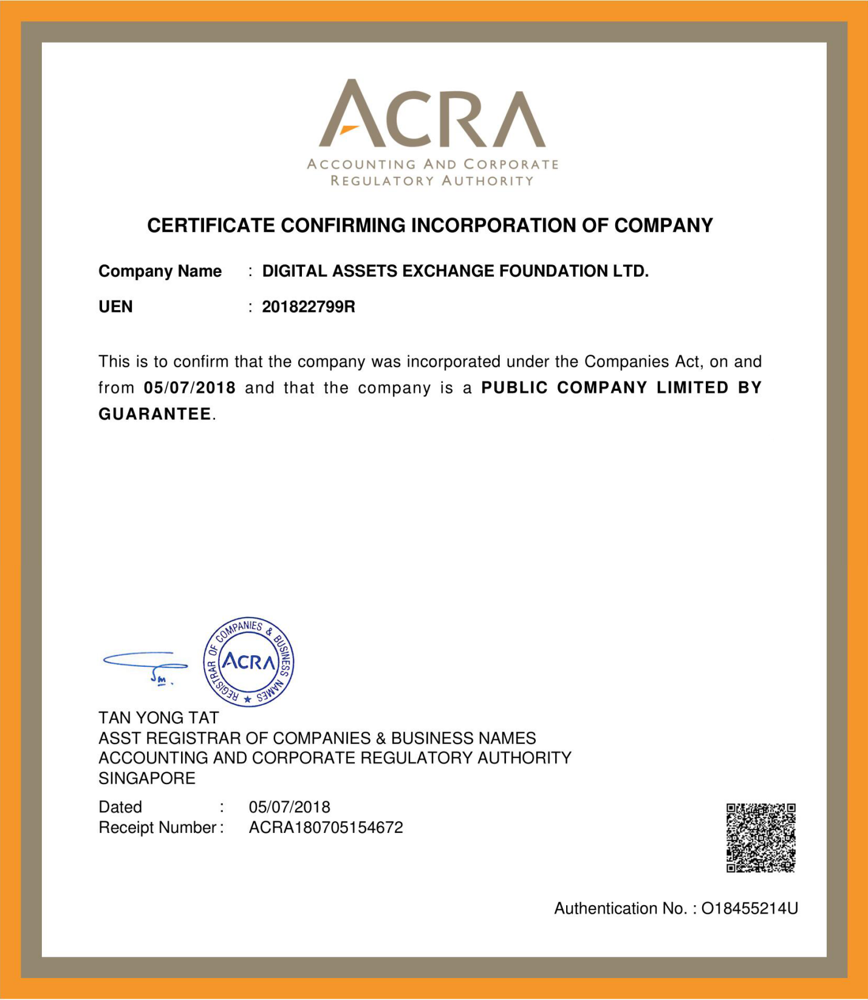 ACRA
ACCOUNTING AND CORPORATE
REGULATORY AUTHORITY
CERTIFICATE CONFIRMING INCORPORATION OF COMPANY
Company Name : DIGITAL ASSETS EXCHANGE FOUNDATION LTD.
UEN : 201822799R
This is to confirm that the company was incorporated under the Companies Act, on and
from 05/07/2018 and that the company is a PUBLIC COMPANY LIMITED BY
GUARANTEE.
REGISTRAR OF COMPANIES & BUSINESS NAMES ★
ACRA
TAN YONG TAT
ASST REGISTRAR OF COMPANIES & BUSINESS NAMES
ACCOUNTING AND CORPORATE REGULATORY AUTHORITY
SINGAPORE
Dated : 05/07/2018
Receipt Number : ACRA180705154672
Authentication No. : O18455214U